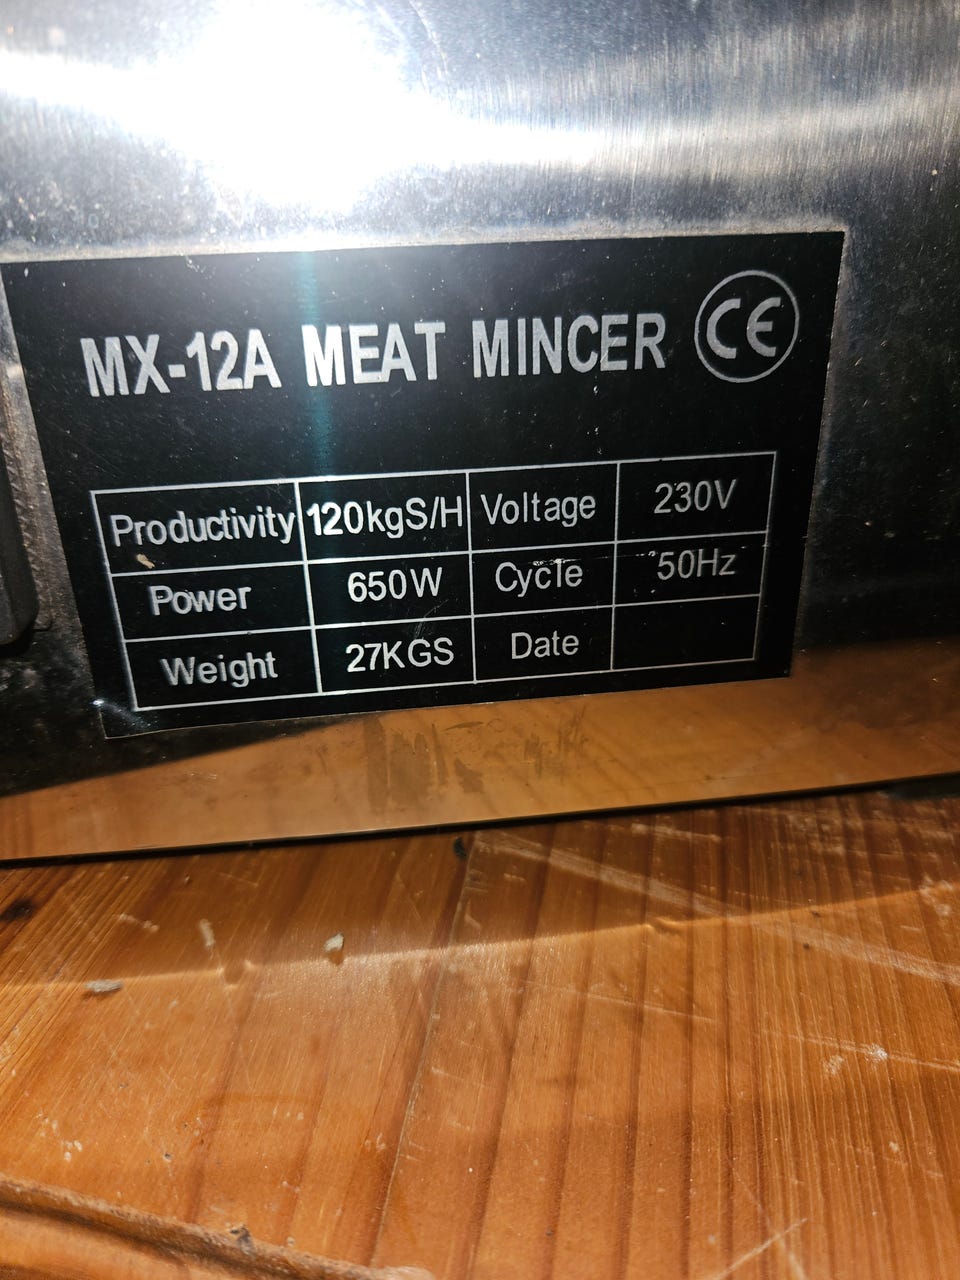 MX-12A MEAT MINCER CE
Productivity 120kgS/H Voltage 230V
Power 650W Cycle 50Hz
Weight 27KGS Date